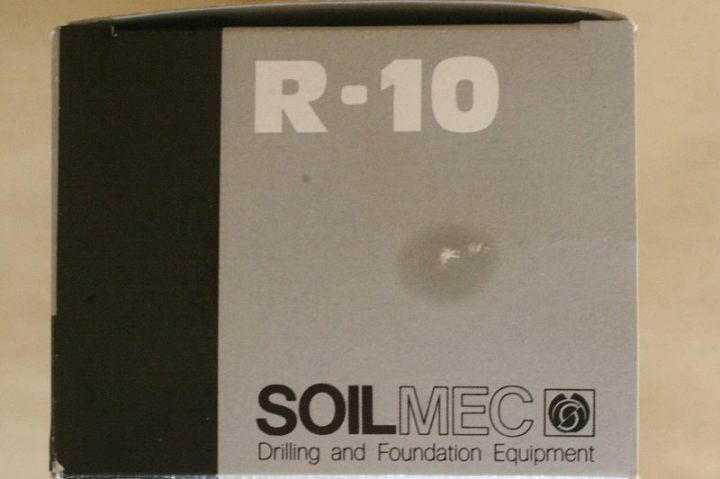 R-10
SOILMEC
Drilling and Foundation Equipment